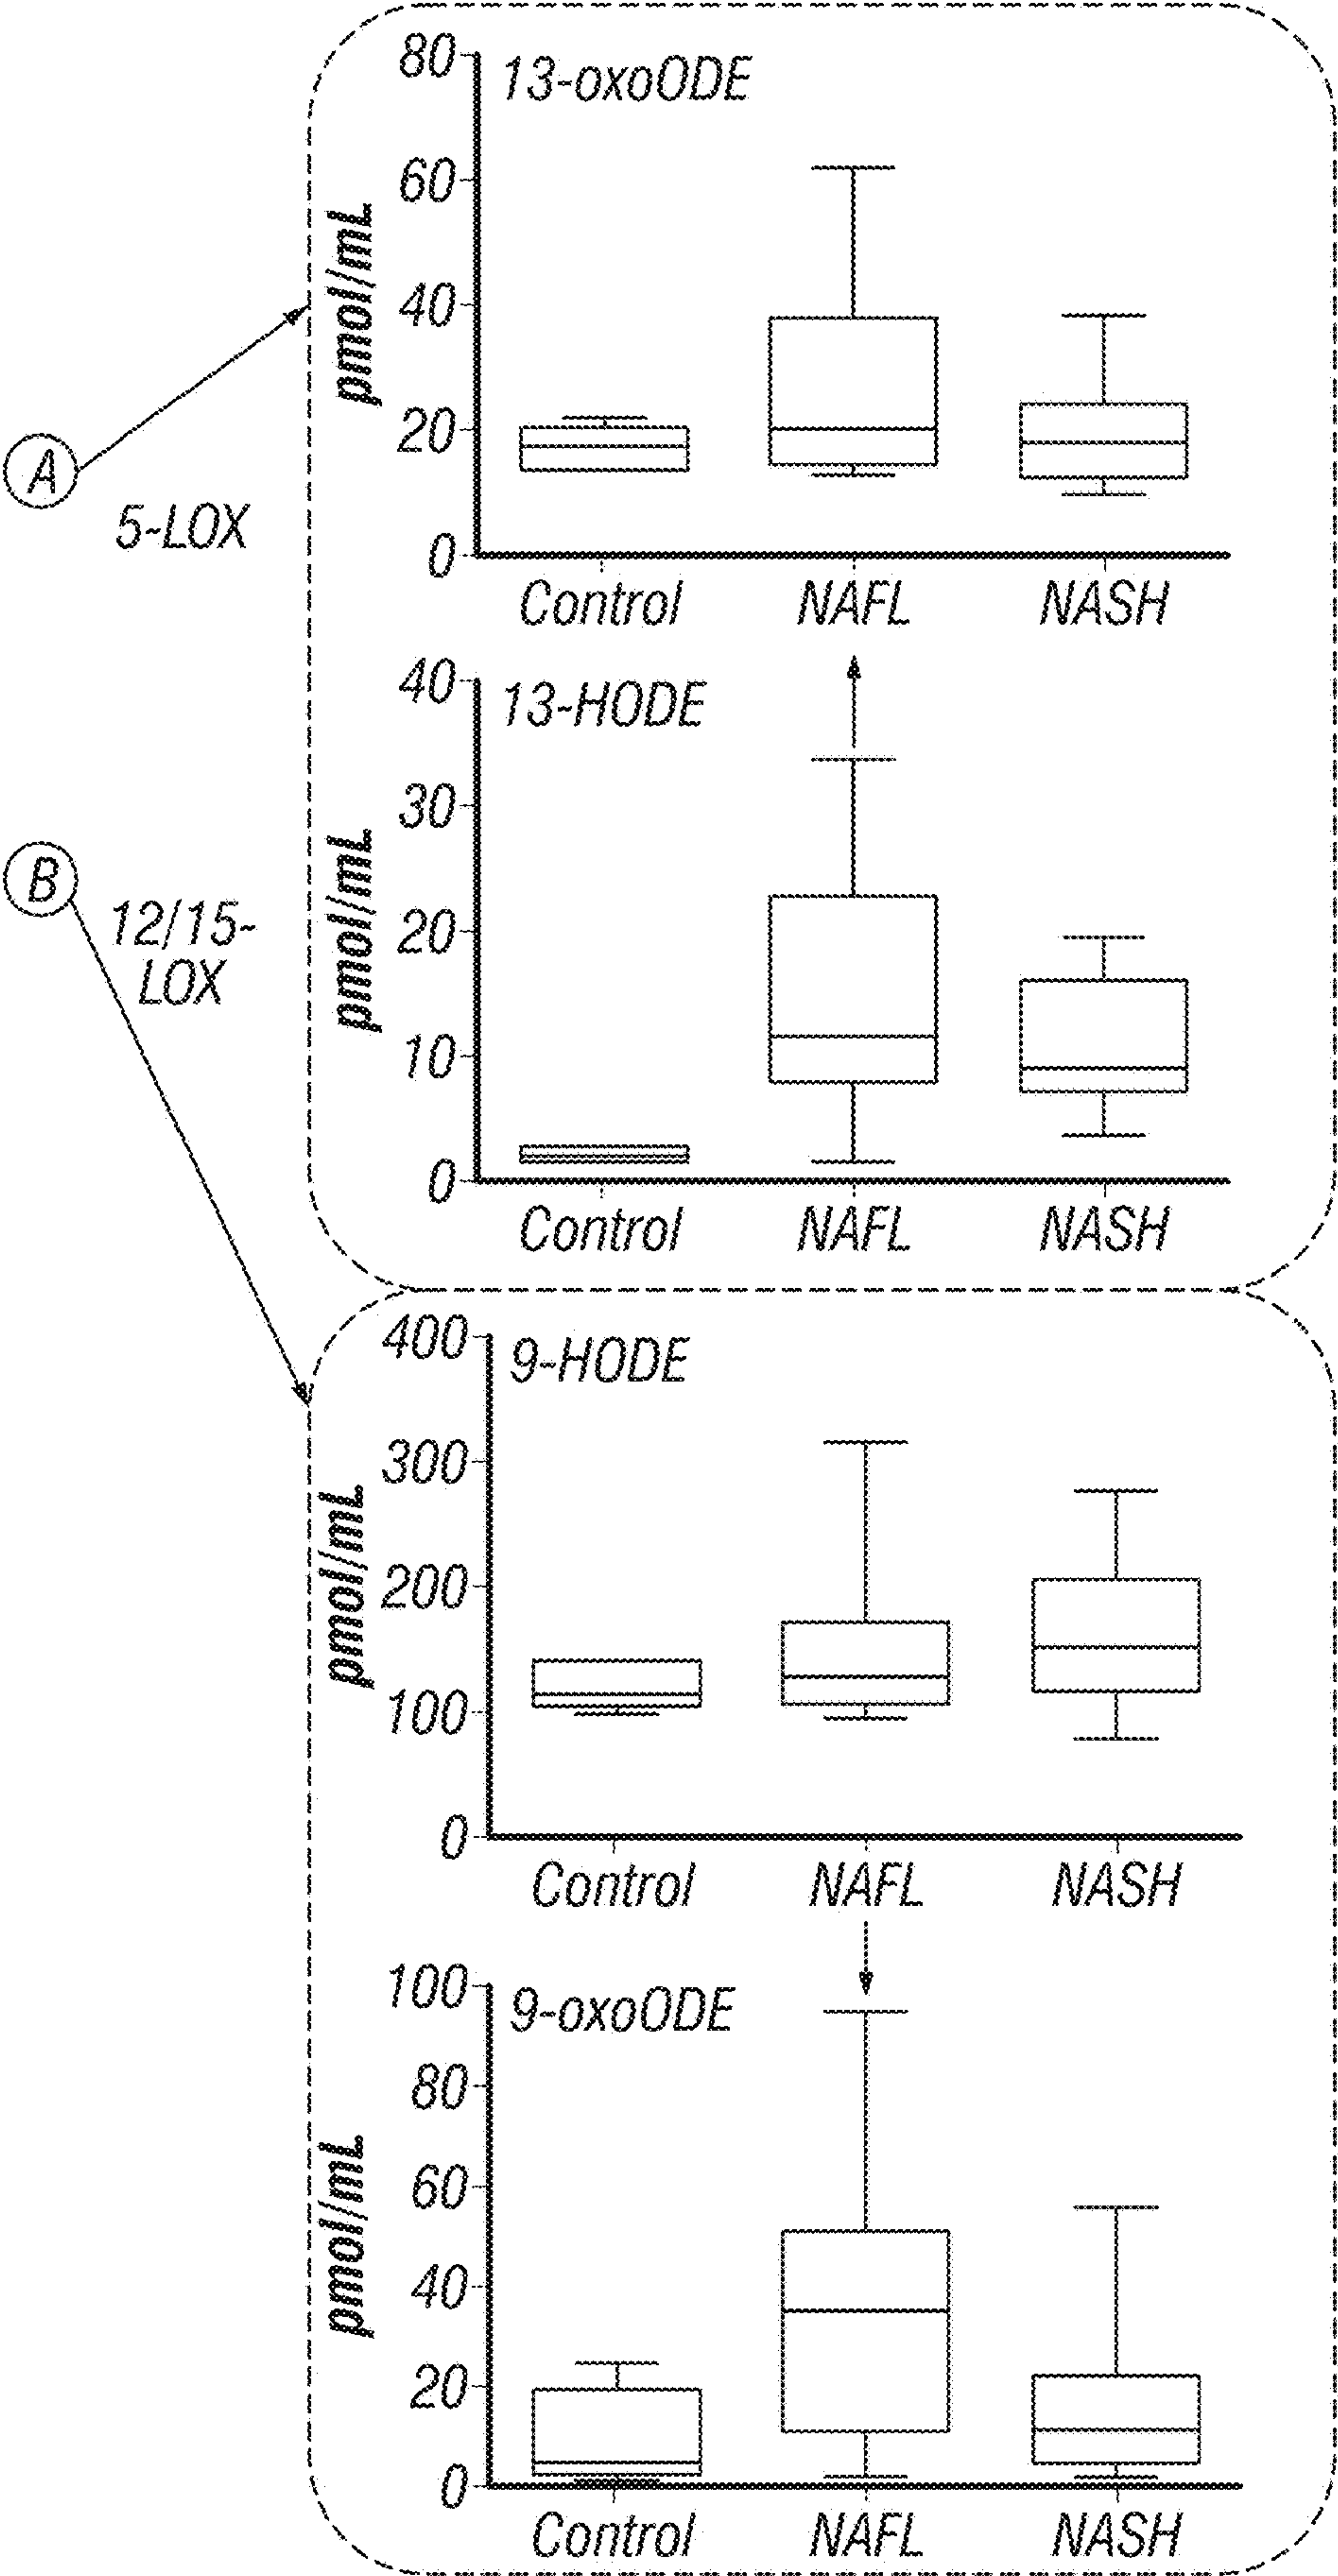 80
13-oxoODE
60
pmol/mL
40
20
0
Control NAFL NASH
A
5-LOX
40
13-HODE
30
pmol/mL
20
10
0
Control NAFL NASH
B
12/15-
LOX
400
9-HODE
300
pmol/mL
200
100
0
Control NAFL NASH
100
9-oxoODE
80
pmol/mL
60
40
20
0
Control NAFL NASH